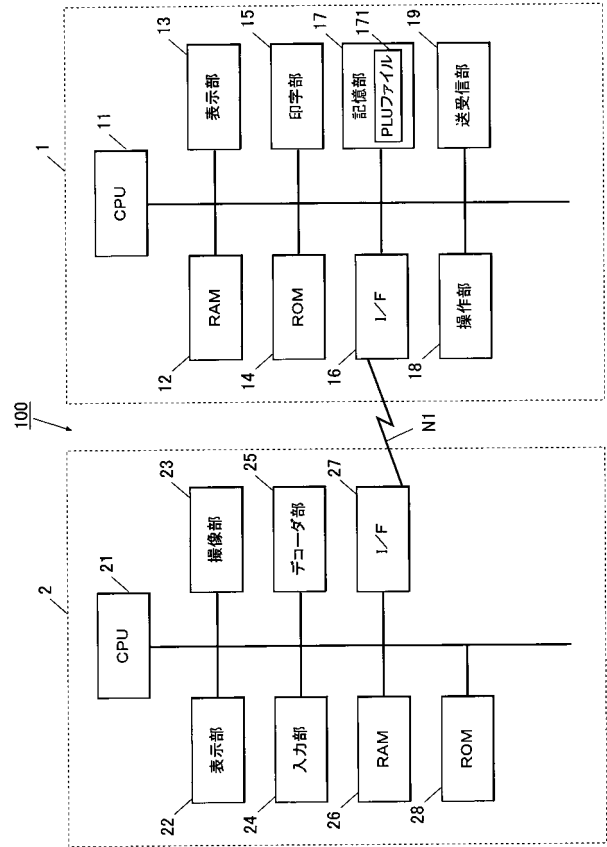 100
2
21
CPU
22
表示部
23
撮像部
24
入力部
25
デコーダ部
26
RAM
27
I/F
28
ROM
N1
1
11
CPU
12
RAM
13
表示部
14
ROM
15
印字部
16
I/F
17
記憶部
171
PLUファイル
18
操作部
19
送受信部